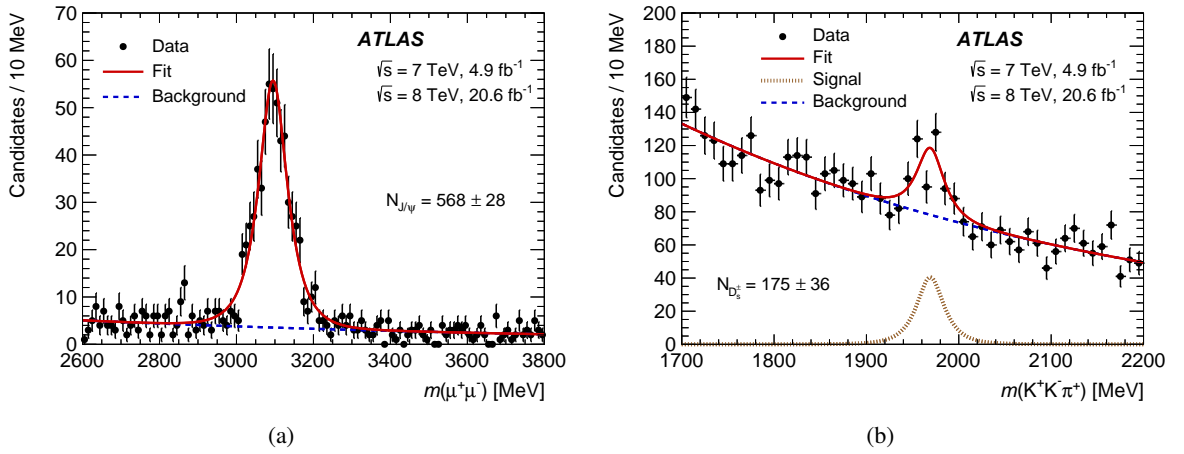 Candidates / 10 MeV
70
60
50
40
30
20
10
0
2600 2800 3000 3200 3400 3600 3800
m(μ⁺μ⁻) [MeV]
Data
Fit
Background
ATLAS
√s = 7 TeV, 4.9 fb⁻¹
√s = 8 TeV, 20.6 fb⁻¹
N_J/ψ = 568 ± 28
(a)
Candidates / 10 MeV
200
180
160
140
120
100
80
60
40
20
0
1700 1800 1900 2000 2100 2200
m(K⁺K⁻π⁺) [MeV]
Data
Fit
Signal
Background
ATLAS
√s = 7 TeV, 4.9 fb⁻¹
√s = 8 TeV, 20.6 fb⁻¹
N_Dₛ± = 175 ± 36
(b)